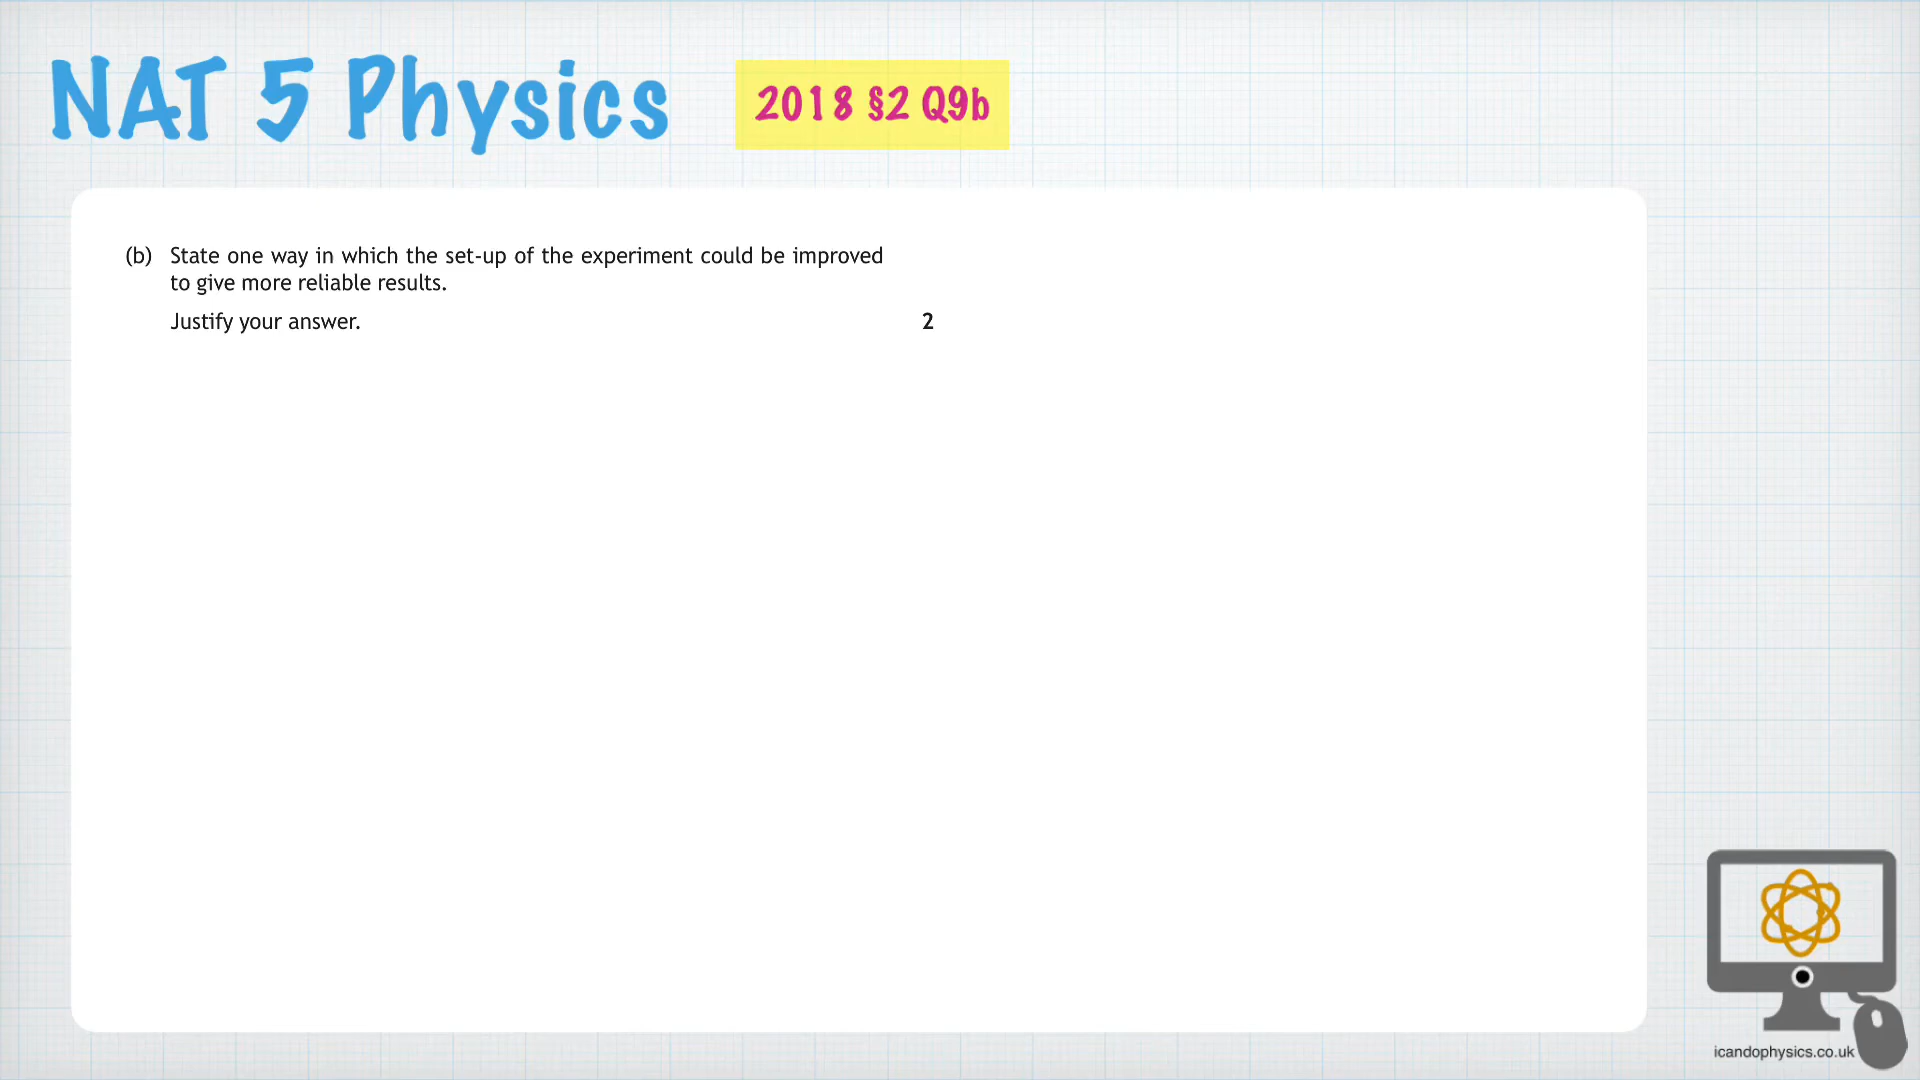 NAT 5 Physics
2018 §2 Q9b
(b) State one way in which the set-up of the experiment could be improved
to give more reliable results.
Justify your answer. 2
icandophysics.co.uk